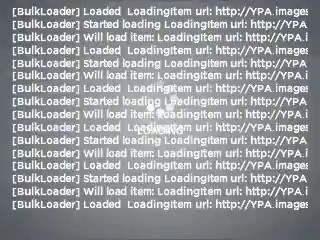 [BulkLoader] Loaded LoadingItem url: http://YPA.images
[BulkLoader] Started loading LoadingItem url: http://YPA
[BulkLoader] Will load item: LoadingItem url: http://YPA.i
[BulkLoader] Loaded LoadingItem url: http://YPA.images
[BulkLoader] Started loading LoadingItem url: http://YPA.i
[BulkLoader] Will load item: LoadingItem url: http://YPA.i
[BulkLoader] Loaded LoadingItem url: http://YPA.images
[BulkLoader] Started loading LoadingItem url: http://YPA.i
[BulkLoader] Will load item: LoadingItem url: http://YPA.i
[BulkLoader] Loaded LoadingItem url: http://YPA.images
LOADING
[BulkLoader] Started loading LoadingItem url: http://YPA.i
[BulkLoader] Will load item: LoadingItem url: http://YPA.i
[BulkLoader] Loaded LoadingItem url: http://YPA.images
[BulkLoader] Started loading LoadingItem url: http://YPA.i
[BulkLoader] Will load item: LoadingItem url: http://YPA.i
[BulkLoader] Loaded LoadingItem url: http://YPA.images